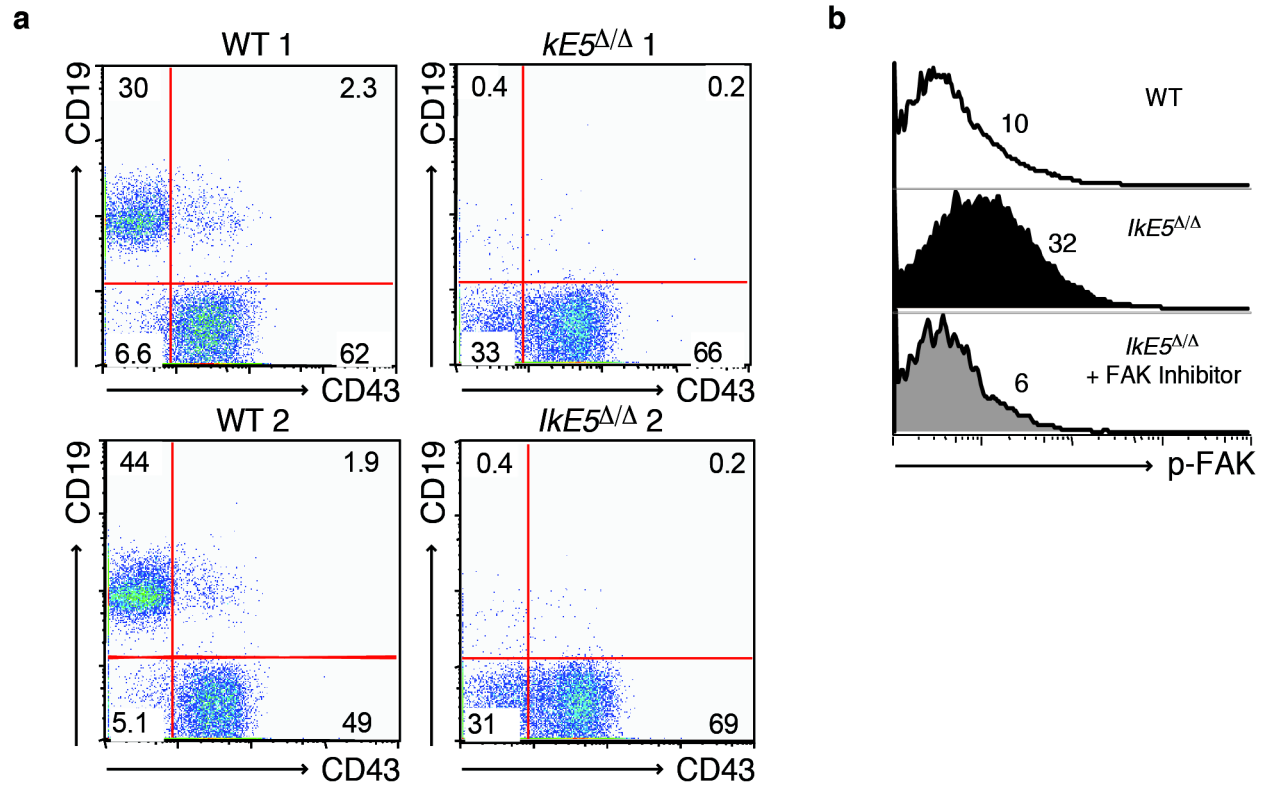 a
b
WT 1
kE5Δ/Δ 1
CD19
30
2.3
6.6
62
CD43
CD19
0.4
0.2
33
66
CD43
WT 2
IkE5Δ/Δ 2
CD19
44
1.9
5.1
49
CD43
CD19
0.4
0.2
31
69
CD43
WT
10
IkE5Δ/Δ
32
IkE5Δ/Δ
+ FAK Inhibitor
6
p-FAK